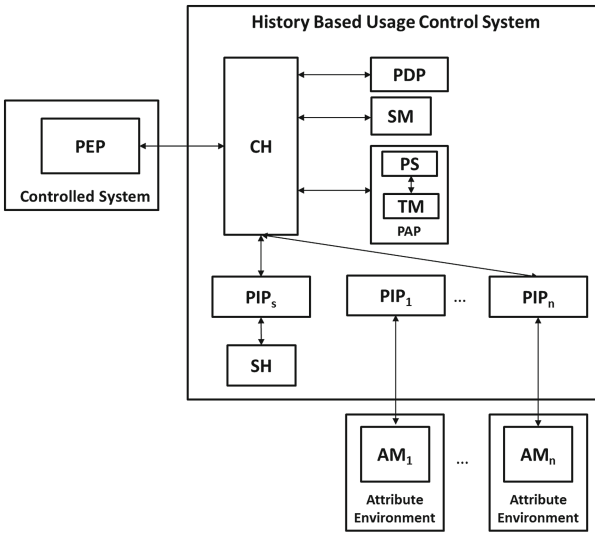 History Based Usage Control System
PDP
SM
PEP
CH
PS
TM
PAP
Controlled System
PIPs
PIP1
...
PIPn
SH
AM1
...
AMn
Attribute
Environment
Attribute
Environment